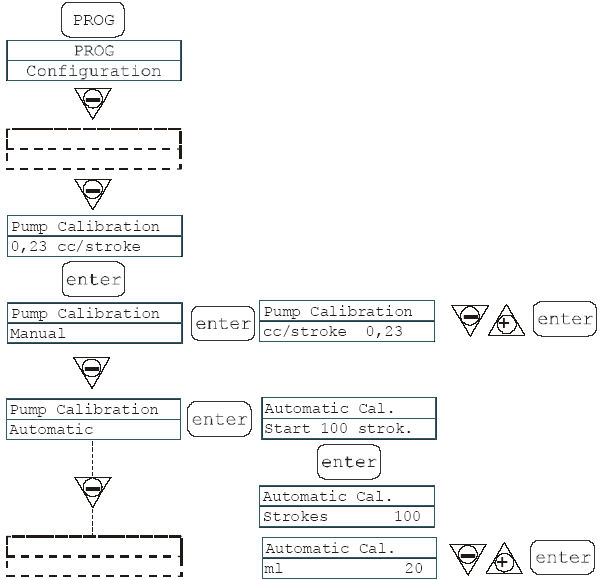 PROG
PROG
Configuration
Pump Calibration
0,23 cc/stroke
enter
Pump Calibration
Manual
enter
Pump Calibration
cc/stroke 0,23
enter
Pump Calibration
Automatic
enter
Automatic Cal.
Start 100 strok.
enter
Automatic Cal.
Strokes 100
Automatic Cal.
ml 20
enter